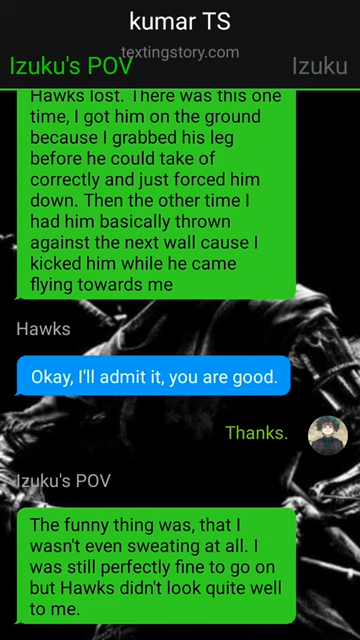 kumar TS
textingstory.com
Izuku's POV
Izuku
Hawks lost. There was this one
time, I got him on the ground
because I grabbed his leg
before he could take of
correctly and just forced him
down. Then the other time I
had him basically thrown
against the next wall cause I
kicked him while he came
flying towards me
Hawks
Okay, I'll admit it, you are good.
Thanks.
Izuku's POV
The funny thing was, that I
wasn't even sweating at all. I
was still perfectly fine to go on
but Hawks didn't look quite well
to me.